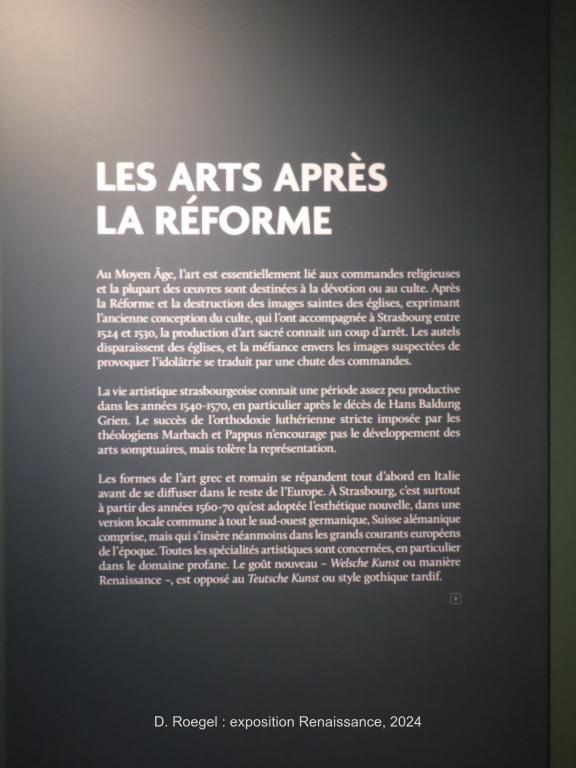 LES ARTS APRÈS
LA RÉFORME
Au Moyen Âge, l'art est essentiellement lié aux commandes religieuses
et la plupart des œuvres sont destinées à la dévotion ou au culte. Après
la Réforme et la destruction des images saintes des églises, exprimant
l'ancienne conception du culte, qui l'ont accompagnée à Strasbourg entre
1524 et 1530, la production d'art sacré connait un coup d'arrêt. Les autels
disparaissent des églises, et la méfiance envers les images suspectées de
provoquer l'idolâtrie se traduit par une chute des commandes.
La vie artistique strasbourgeoise connait une période assez peu productive
dans les années 1540-1570, en particulier après le décès de Hans Baldung
Grien. Le succès de l'orthodoxie luthérienne stricte imposée par les
théologiens Marbach et Pappus n'encourage pas le développement des
arts somptuaires, mais tolère la représentation.
Les formes de l'art grec et romain se répandent tout d'abord en Italie
avant de se diffuser dans le reste de l'Europe. À Strasbourg, c'est surtout
à partir des années 1560-70 qu'est adoptée l'esthétique nouvelle, dans une
version locale commune à tout le sud-ouest germanique, Suisse alémanique
comprise, mais qui s'insère néanmoins dans les grands courants européens
de l'époque. Toutes les spécialités artistiques sont concernées, en particulier
dans le domaine profane. Le goût nouveau – Welsche Kunst ou manière
Renaissance –, est opposé au Teutsche Kunst ou style gothique tardif.
D. Roegel : exposition Renaissance, 2024